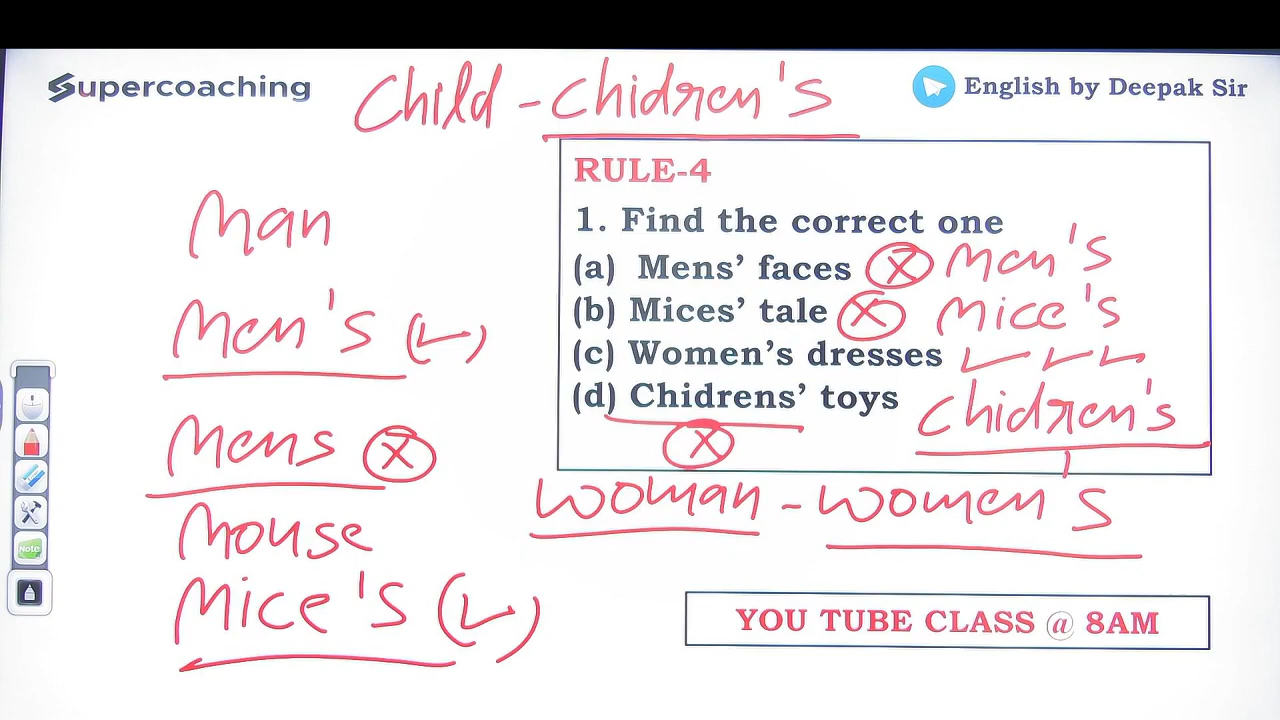 Supercoaching
Child - Chidren's
English by Deepak Sir
RULE-4
1. Find the correct one
(a) Mens' faces Men's
(b) Mices' tale Mice's
(c) Women's dresses
(d) Chidrens' toys Chidren's
Man
Men's
Mens
Mouse
Mice's
Woman - Women's
Note
YOU TUBE CLASS @ 8AM